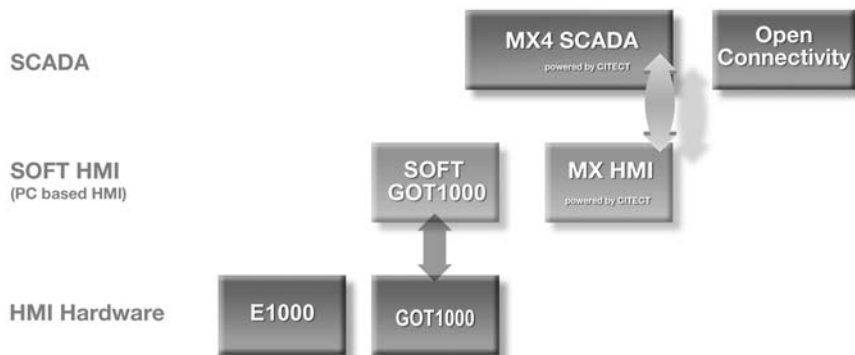 SCADA
MX4 SCADA
powered by CITECT
Open
Connectivity
SOFT HMI
(PC based HMI)
SOFT
GOT1000
MX HMI
powered by CITECT
HMI Hardware
E1000
GOT1000